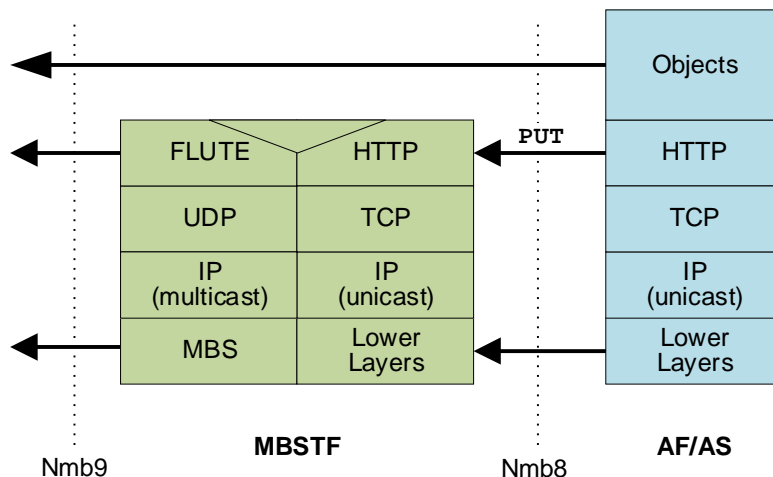 Objects
FLUTE
HTTP
PUT
HTTP
UDP
TCP
TCP
IP
(multicast)
IP
(unicast)
IP
(unicast)
MBS
Lower
Layers
Lower
Layers
MBSTF
AF/AS
Nmb9
Nmb8